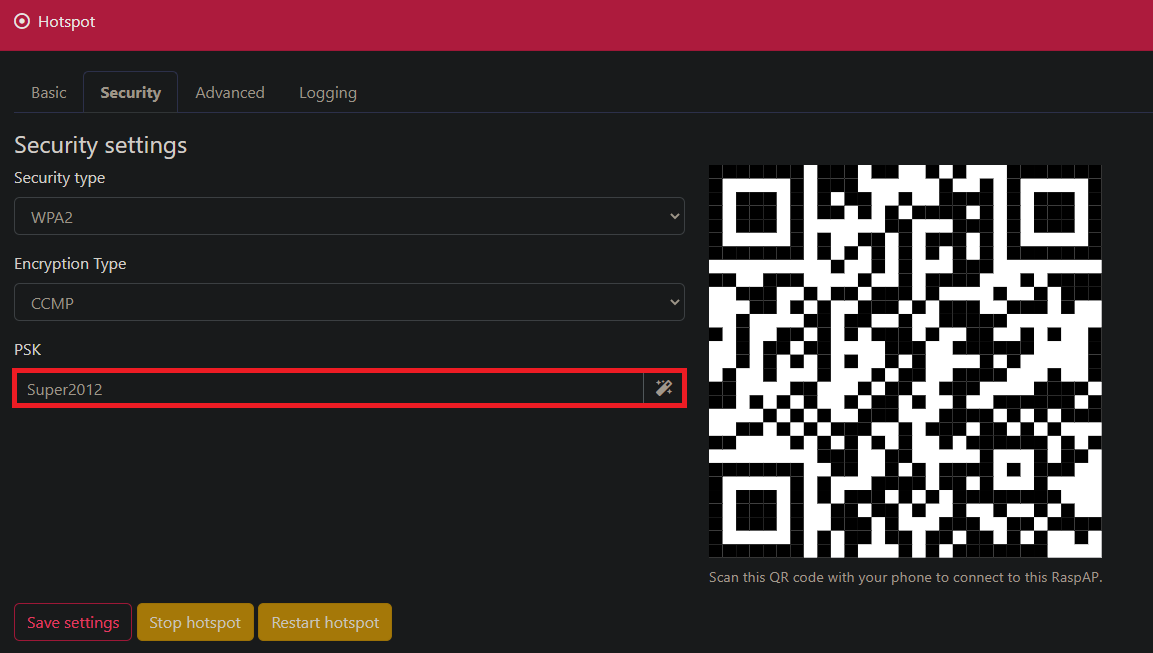 Hotspot
Basic Security Advanced Logging
Security settings
Security type
WPA2
Encryption Type
CCMP
PSK
Super2012
Scan this QR code with your phone to connect to this RaspAP.
Save settings Stop hotspot Restart hotspot